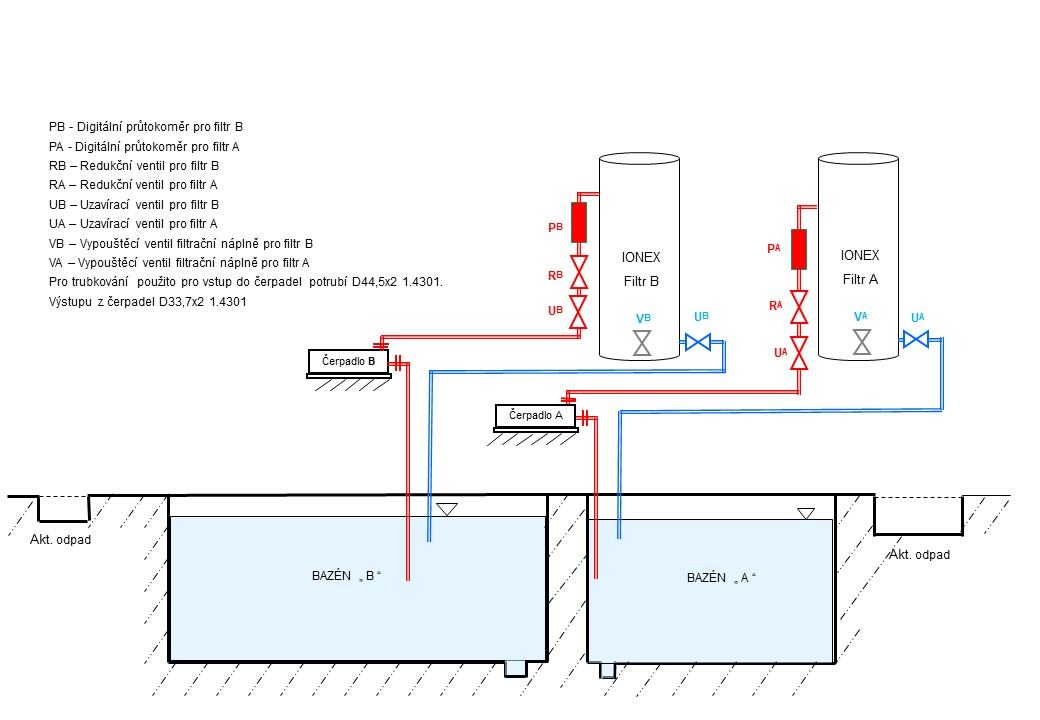 PB - Digitální průtokoměr pro filtr B
PA - Digitální průtokoměr pro filtr A
RB – Redukční ventil pro filtr B
RA – Redukční ventil pro filtr A
UB – Uzavírací ventil pro filtr B
UA – Uzavírací ventil pro filtr A
VB – Vypouštěcí ventil filtrační náplně pro filtr B
VA – Vypouštěcí ventil filtrační náplně pro filtr A
Pro trubkování použito pro vstup do čerpadel potrubí D44,5x2 1.4301.
Výstupu z čerpadel D33,7x2 1.4301
PB
RB
UB
IONEX
Filtr B
VB
UB
PA
RA
UA
IONEX
Filtr A
VA
UA
Čerpadlo B
Čerpadlo A
Akt. odpad
BAZÉN „ B “
BAZÉN „ A “
Akt. odpad